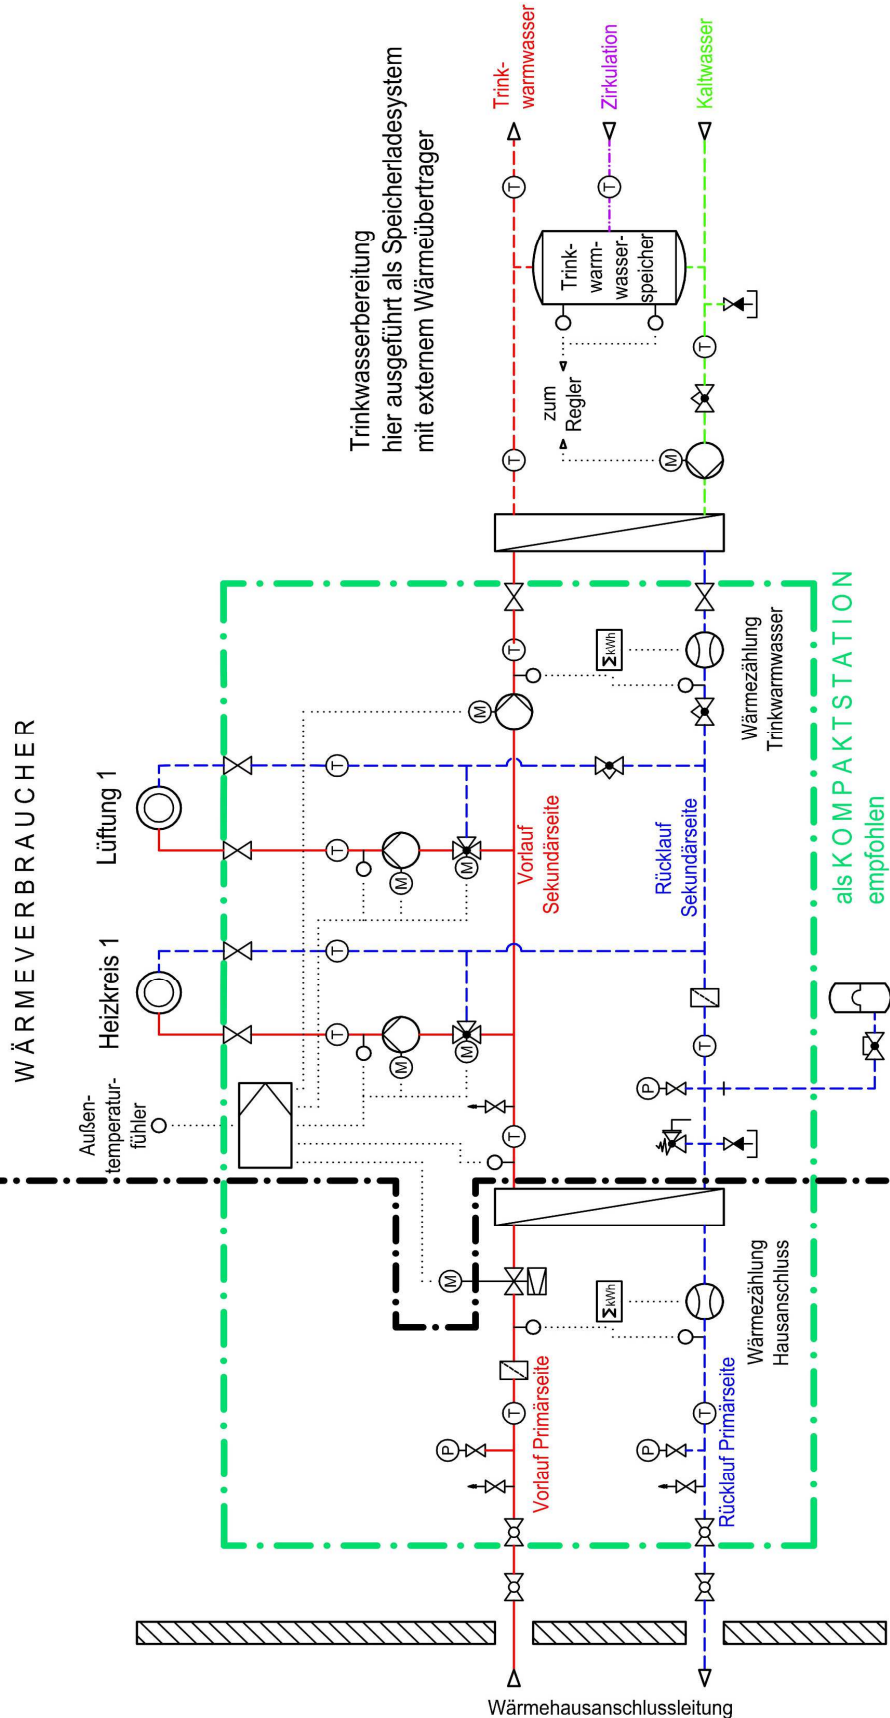 WÄRMEVERBRAUCHER
Außen-
temperatur-
fühler
Heizkreis 1
Lüftung 1
Trinkwasserbereitung
hier ausgeführt als Speicherladesystem
mit externem Wärmeübertrager
Trink-
warmwasser
Zirkulation
Kaltwasser
Trink-
warm-
wasser-
speicher
zum
Regler
T
T
T
T
M
M
M
M
M
M
M
T
T
T
T
T
T
T
T
T
P
P
P
ΣkWh
ΣkWh
Vorlauf
Sekundärseite
Rücklauf
Sekundärseite
Wärmezählung
Trinkwarmwasser
Vorlauf Primärseite
Rücklauf Primärseite
Wärmezählung
Hausanschluss
als KOMPAKTSTATION
empfohlen
Wärmehausanschlussleitung